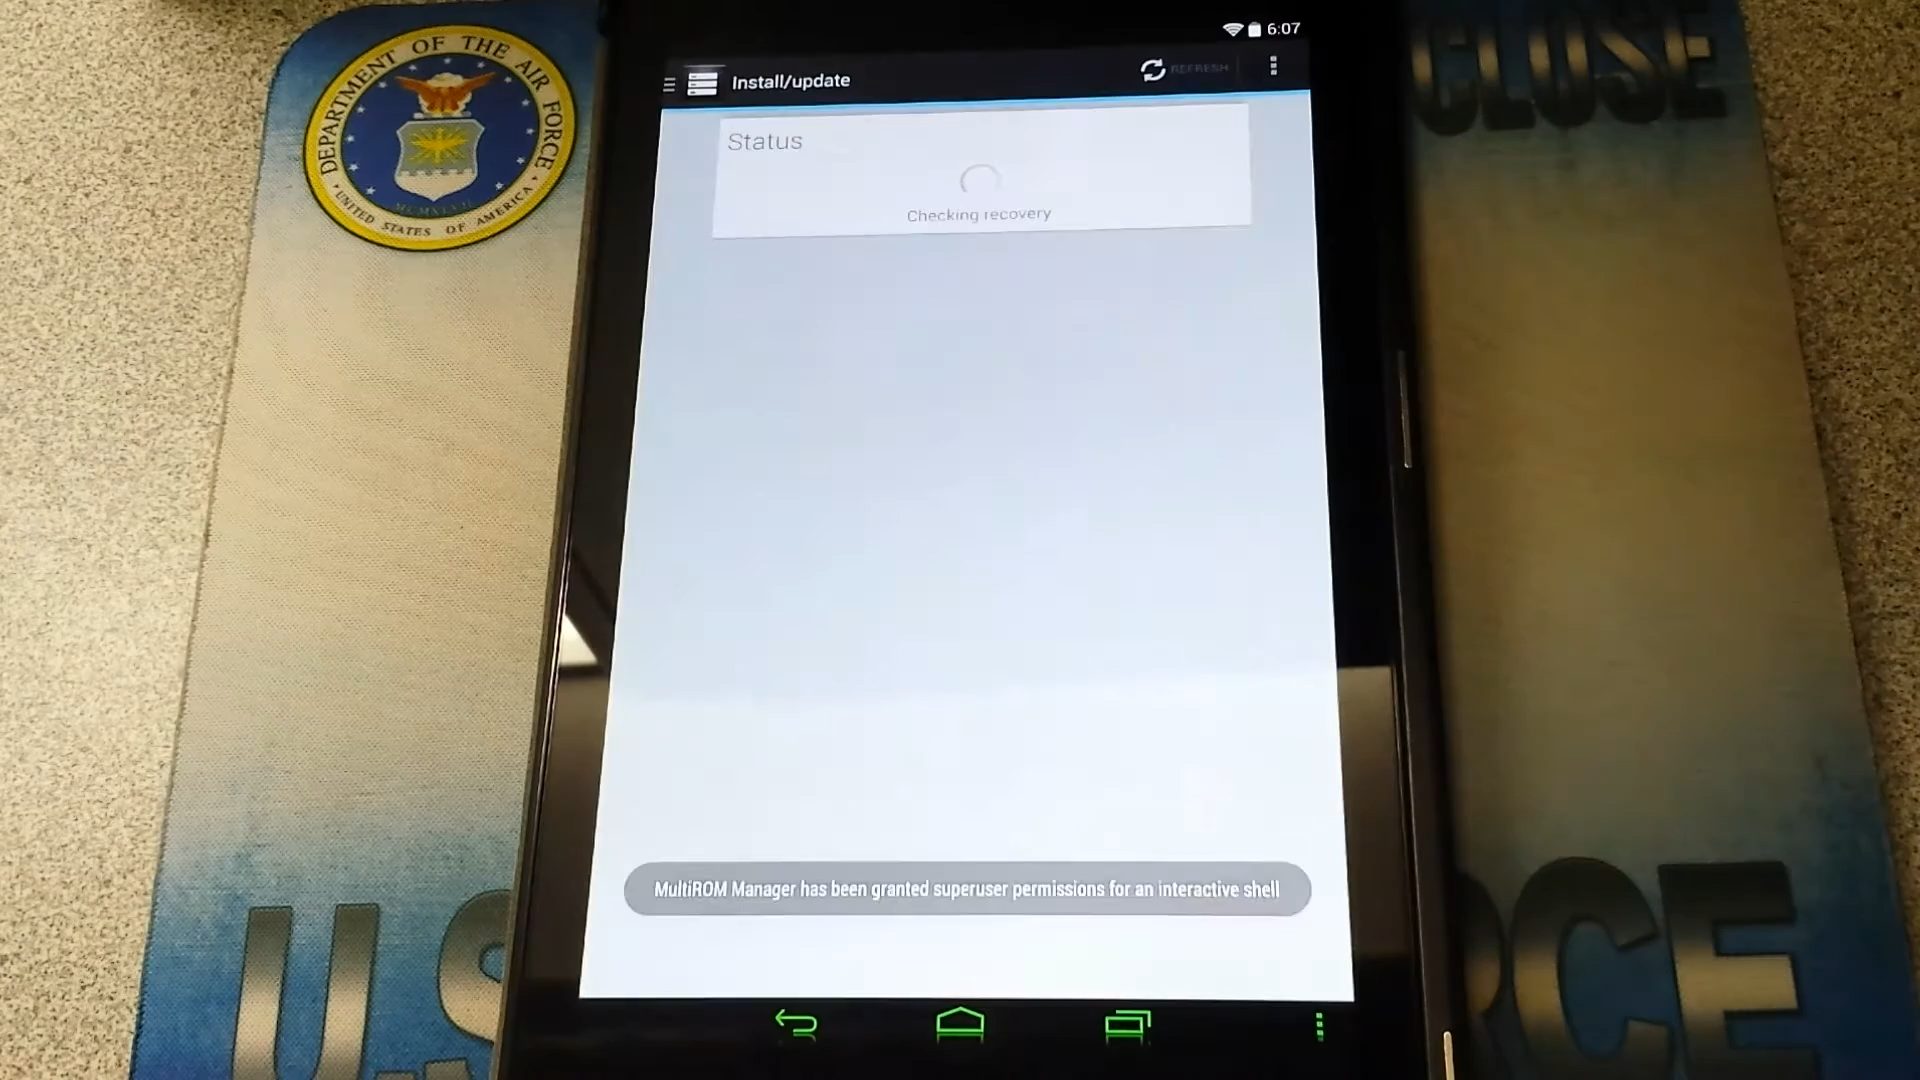 DEPARTMENT OF THE AIR FORCE
UNITED STATES OF AMERICA
MCMXLVII
CLOSE
6:07
Install/update
REFRESH
Status
Checking recovery
MultiROM Manager has been granted superuser permissions for an interactive shell
U.S
RCE